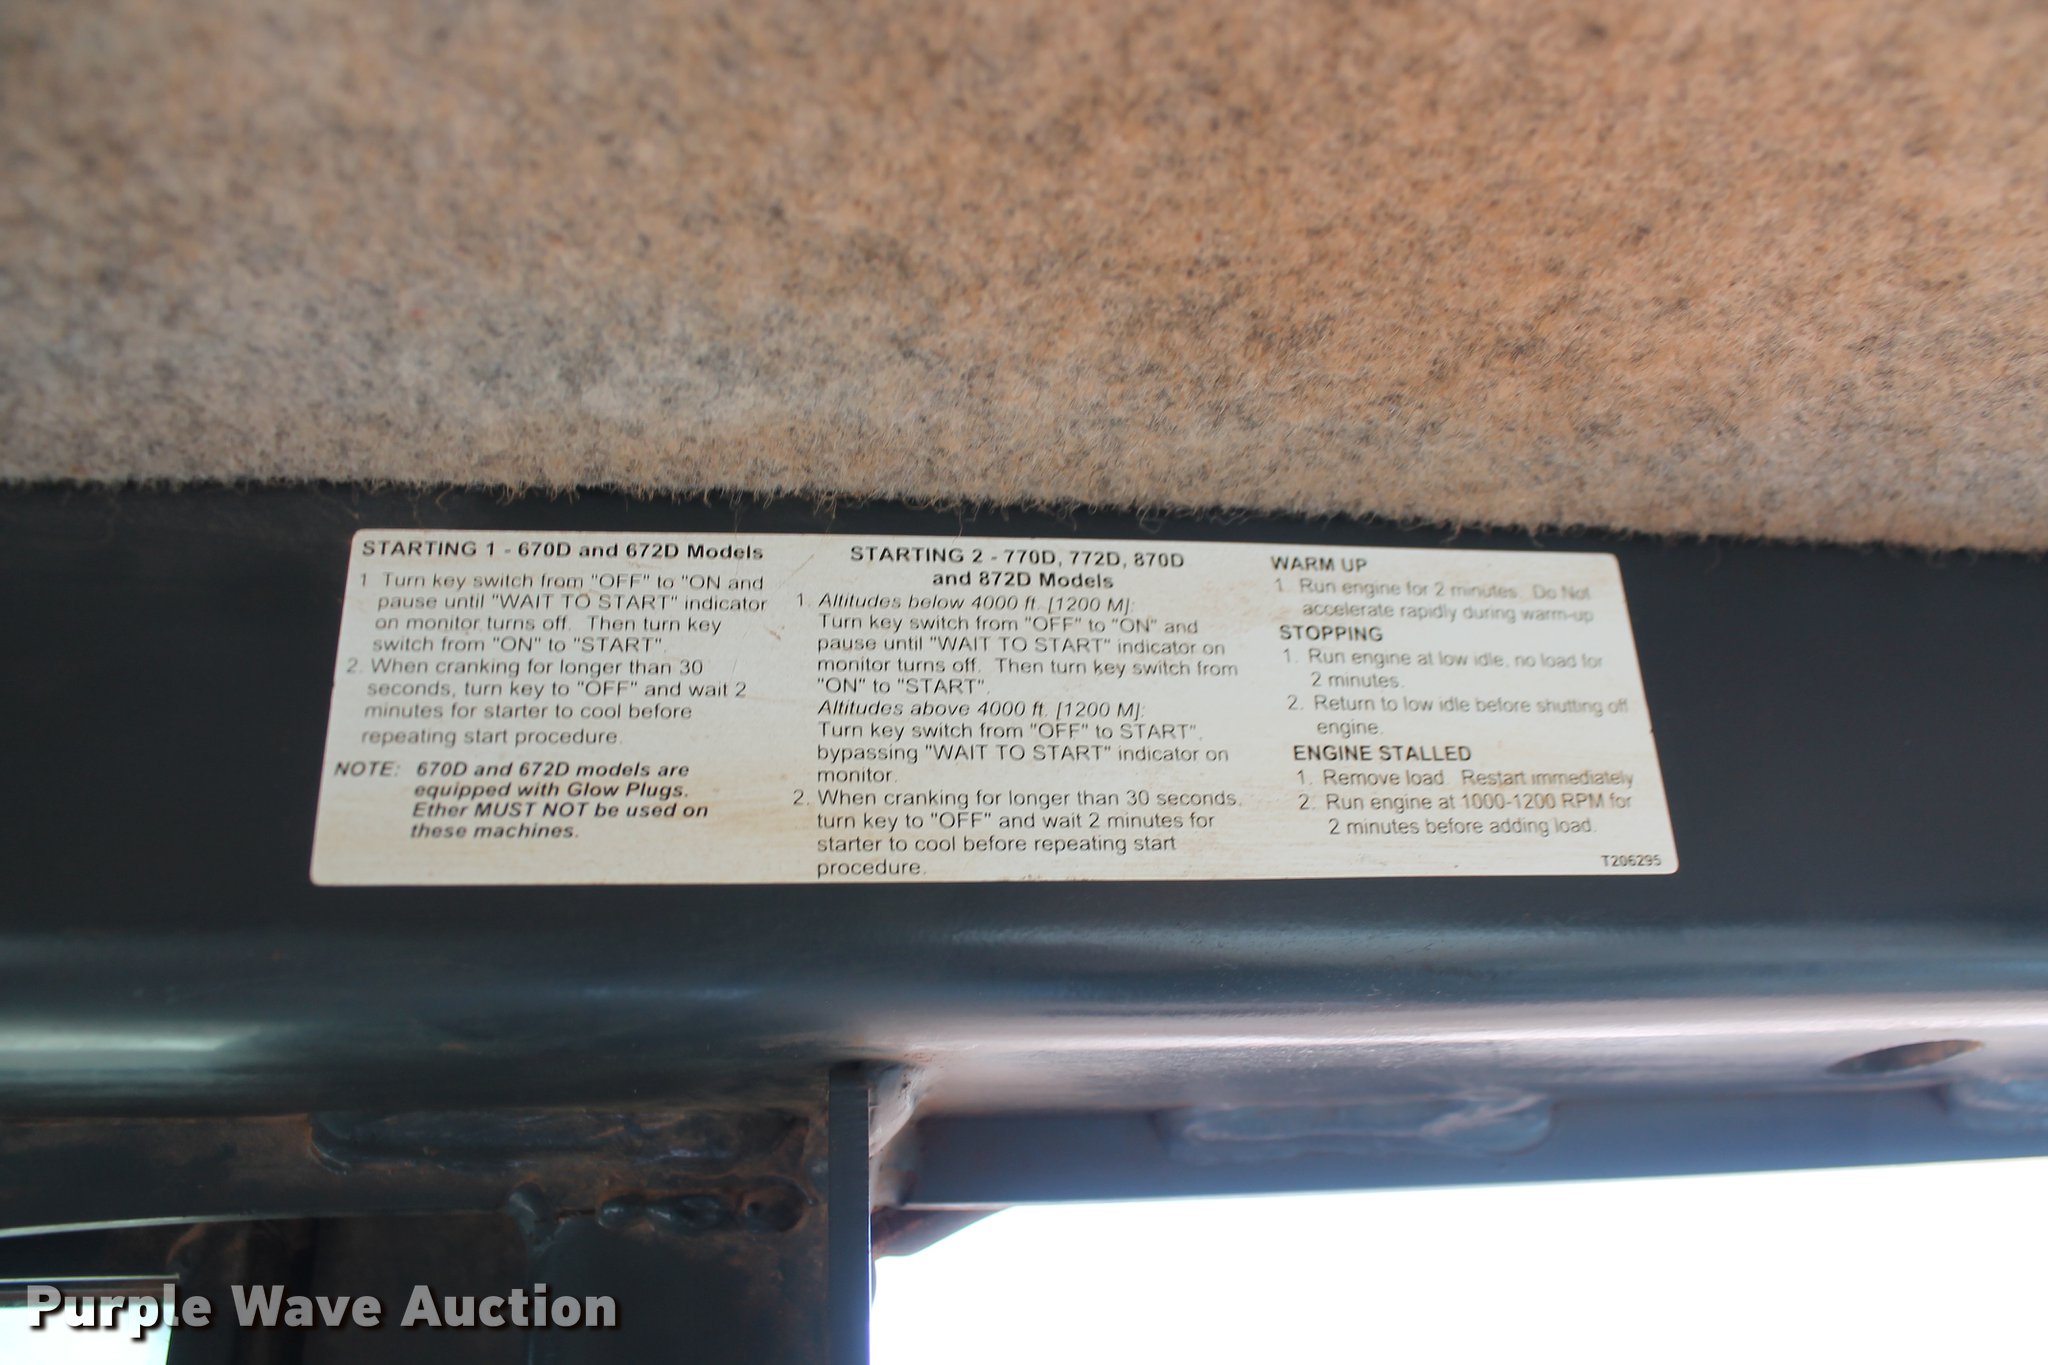 STARTING 1 - 670D and 672D Models
1 Turn key switch from "OFF" to "ON and
pause until "WAIT TO START" indicator
on monitor turns off. Then turn key
switch from "ON" to "START".
2. When cranking for longer than 30
seconds, turn key to "OFF" and wait 2
minutes for starter to cool before
repeating start procedure.
NOTE: 670D and 672D models are
equipped with Glow Plugs.
Ether MUST NOT be used on
these machines.
STARTING 2 - 770D, 772D, 870D
and 872D Models
1. Altitudes below 4000 ft. [1200 M]:
Turn key switch from "OFF" to "ON" and
pause until "WAIT TO START" indicator on
monitor turns off. Then turn key switch from
"ON" to "START".
Altitudes above 4000 ft. [1200 M]:
Turn key switch from "OFF" to START",
bypassing "WAIT TO START" indicator on
monitor.
2. When cranking for longer than 30 seconds,
turn key to "OFF" and wait 2 minutes for
starter to cool before repeating start
procedure.
WARM UP
1. Run engine for 2 minutes. Do Not
accelerate rapidly during warm-up
STOPPING
1. Run engine at low idle, no load for
2 minutes.
2. Return to low idle before shutting off
engine.
ENGINE STALLED
1. Remove load. Restart immediately
2. Run engine at 1000-1200 RPM for
2 minutes before adding load.
T206295
Purple Wave Auction